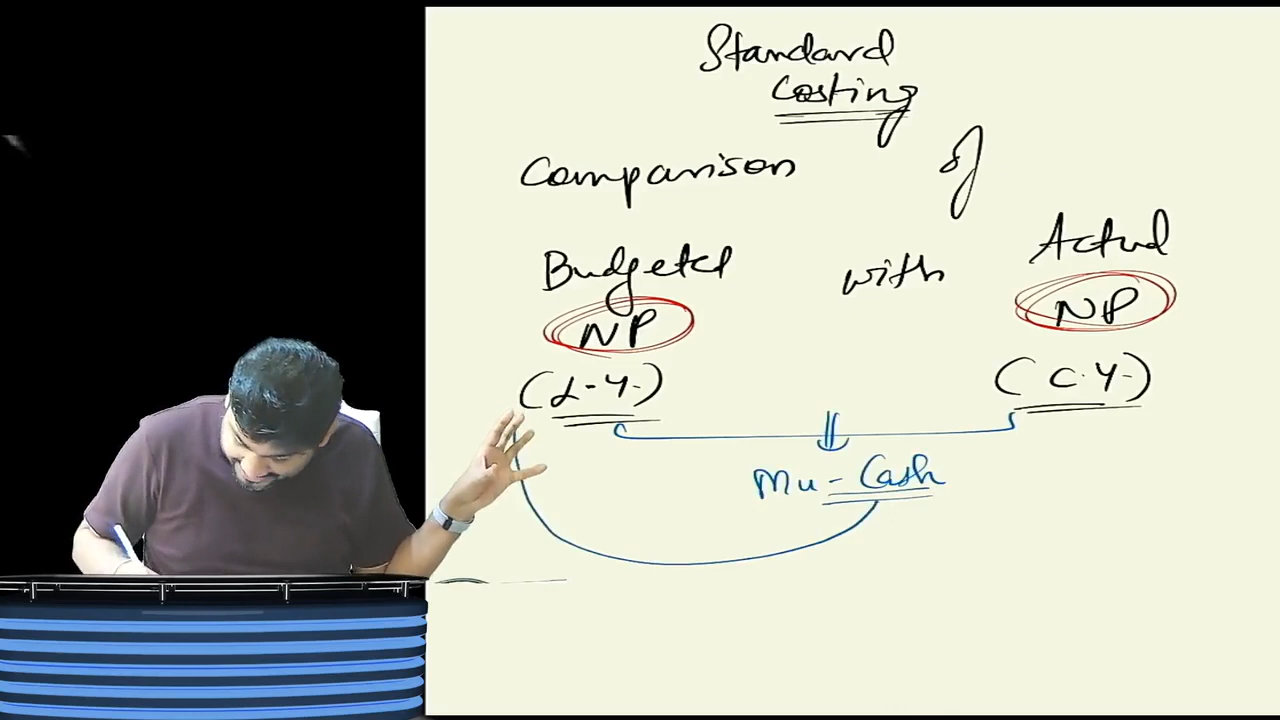 Standard
Costing
Comparison of
Budgeted with Actual
NP NP
(L.Y.) (C.Y.)
Mu-Cash